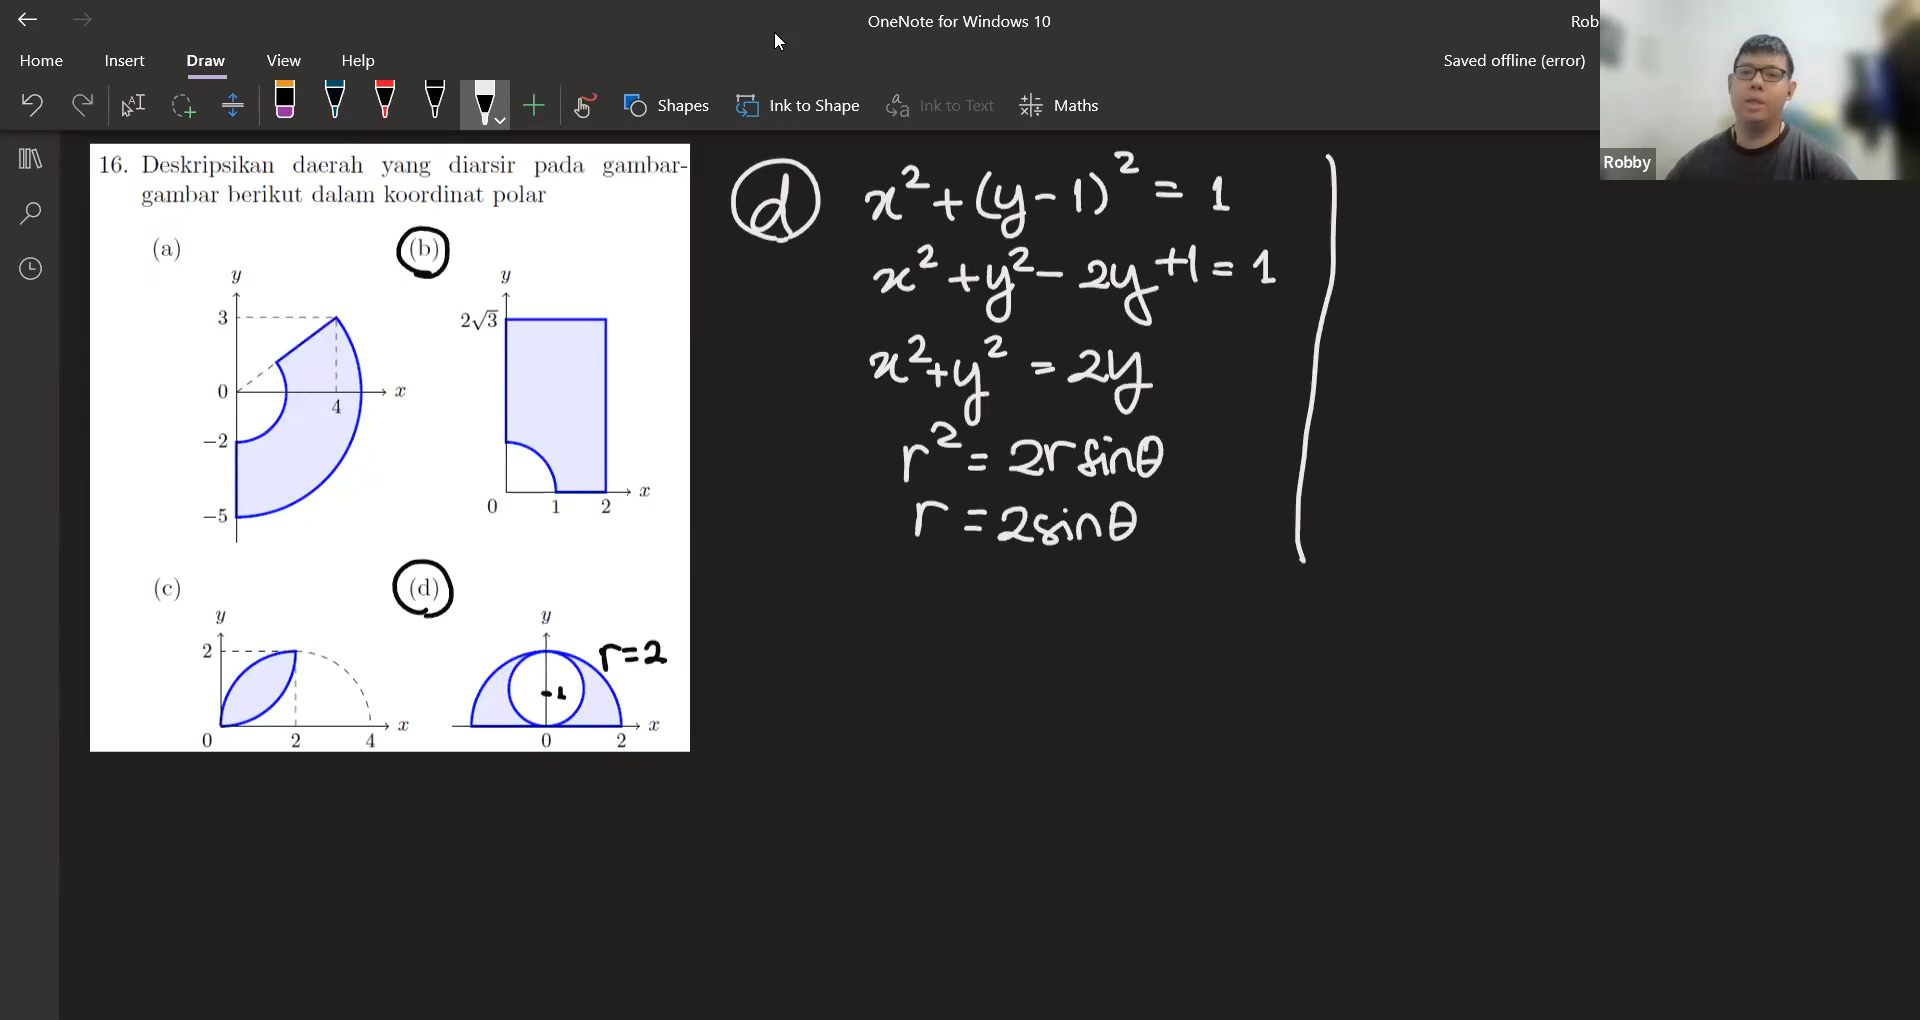 OneNote for Windows 10
Rob
Home Insert Draw View Help
Saved offline (error)
Shapes Ink to Shape Ink to Text Maths
Robby
16. Deskripsikan daerah yang diarsir pada gambar-
gambar berikut dalam koordinat polar
(a)
y
3
0
x
4
−2
−5
(b)
y
2√3
0 1 2
x
(c)
y
2
x
0 2 4
(d)
y
r=2
1
x
0 2
d
x² + (y − 1)² = 1
x² + y² − 2y + 1 = 1
x² + y² = 2y
r² = 2r sinθ
r = 2 sinθ